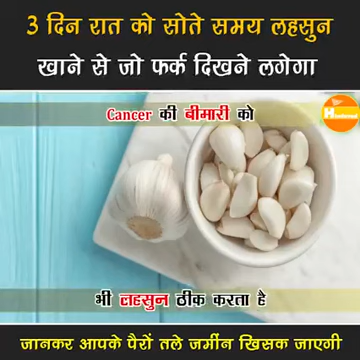 3 दिन रात को सोते समय लहसुन
खाने से जो फर्क दिखने लगेगा
Cancer की बीमारी को
भी लहसुन ठीक करता है
जानकर आपके पैरों तले जमींन खिसक जाएगी